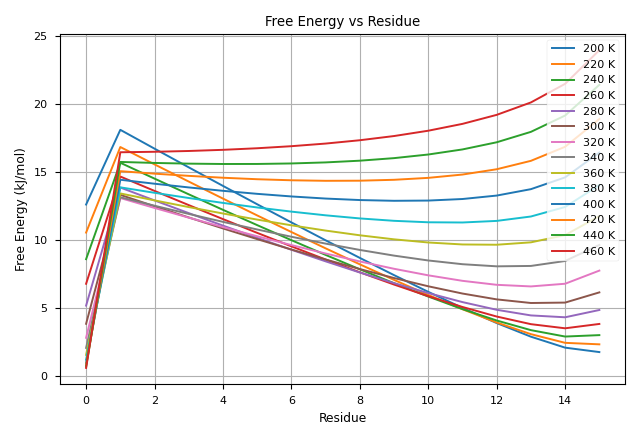 Free Energy vs Residue
25
20
15
10
5
0
Free Energy (kJ/mol)
0 2 4 6 8 10 12 14
Residue
200 K
220 K
240 K
260 K
280 K
300 K
320 K
340 K
360 K
380 K
400 K
420 K
440 K
460 K